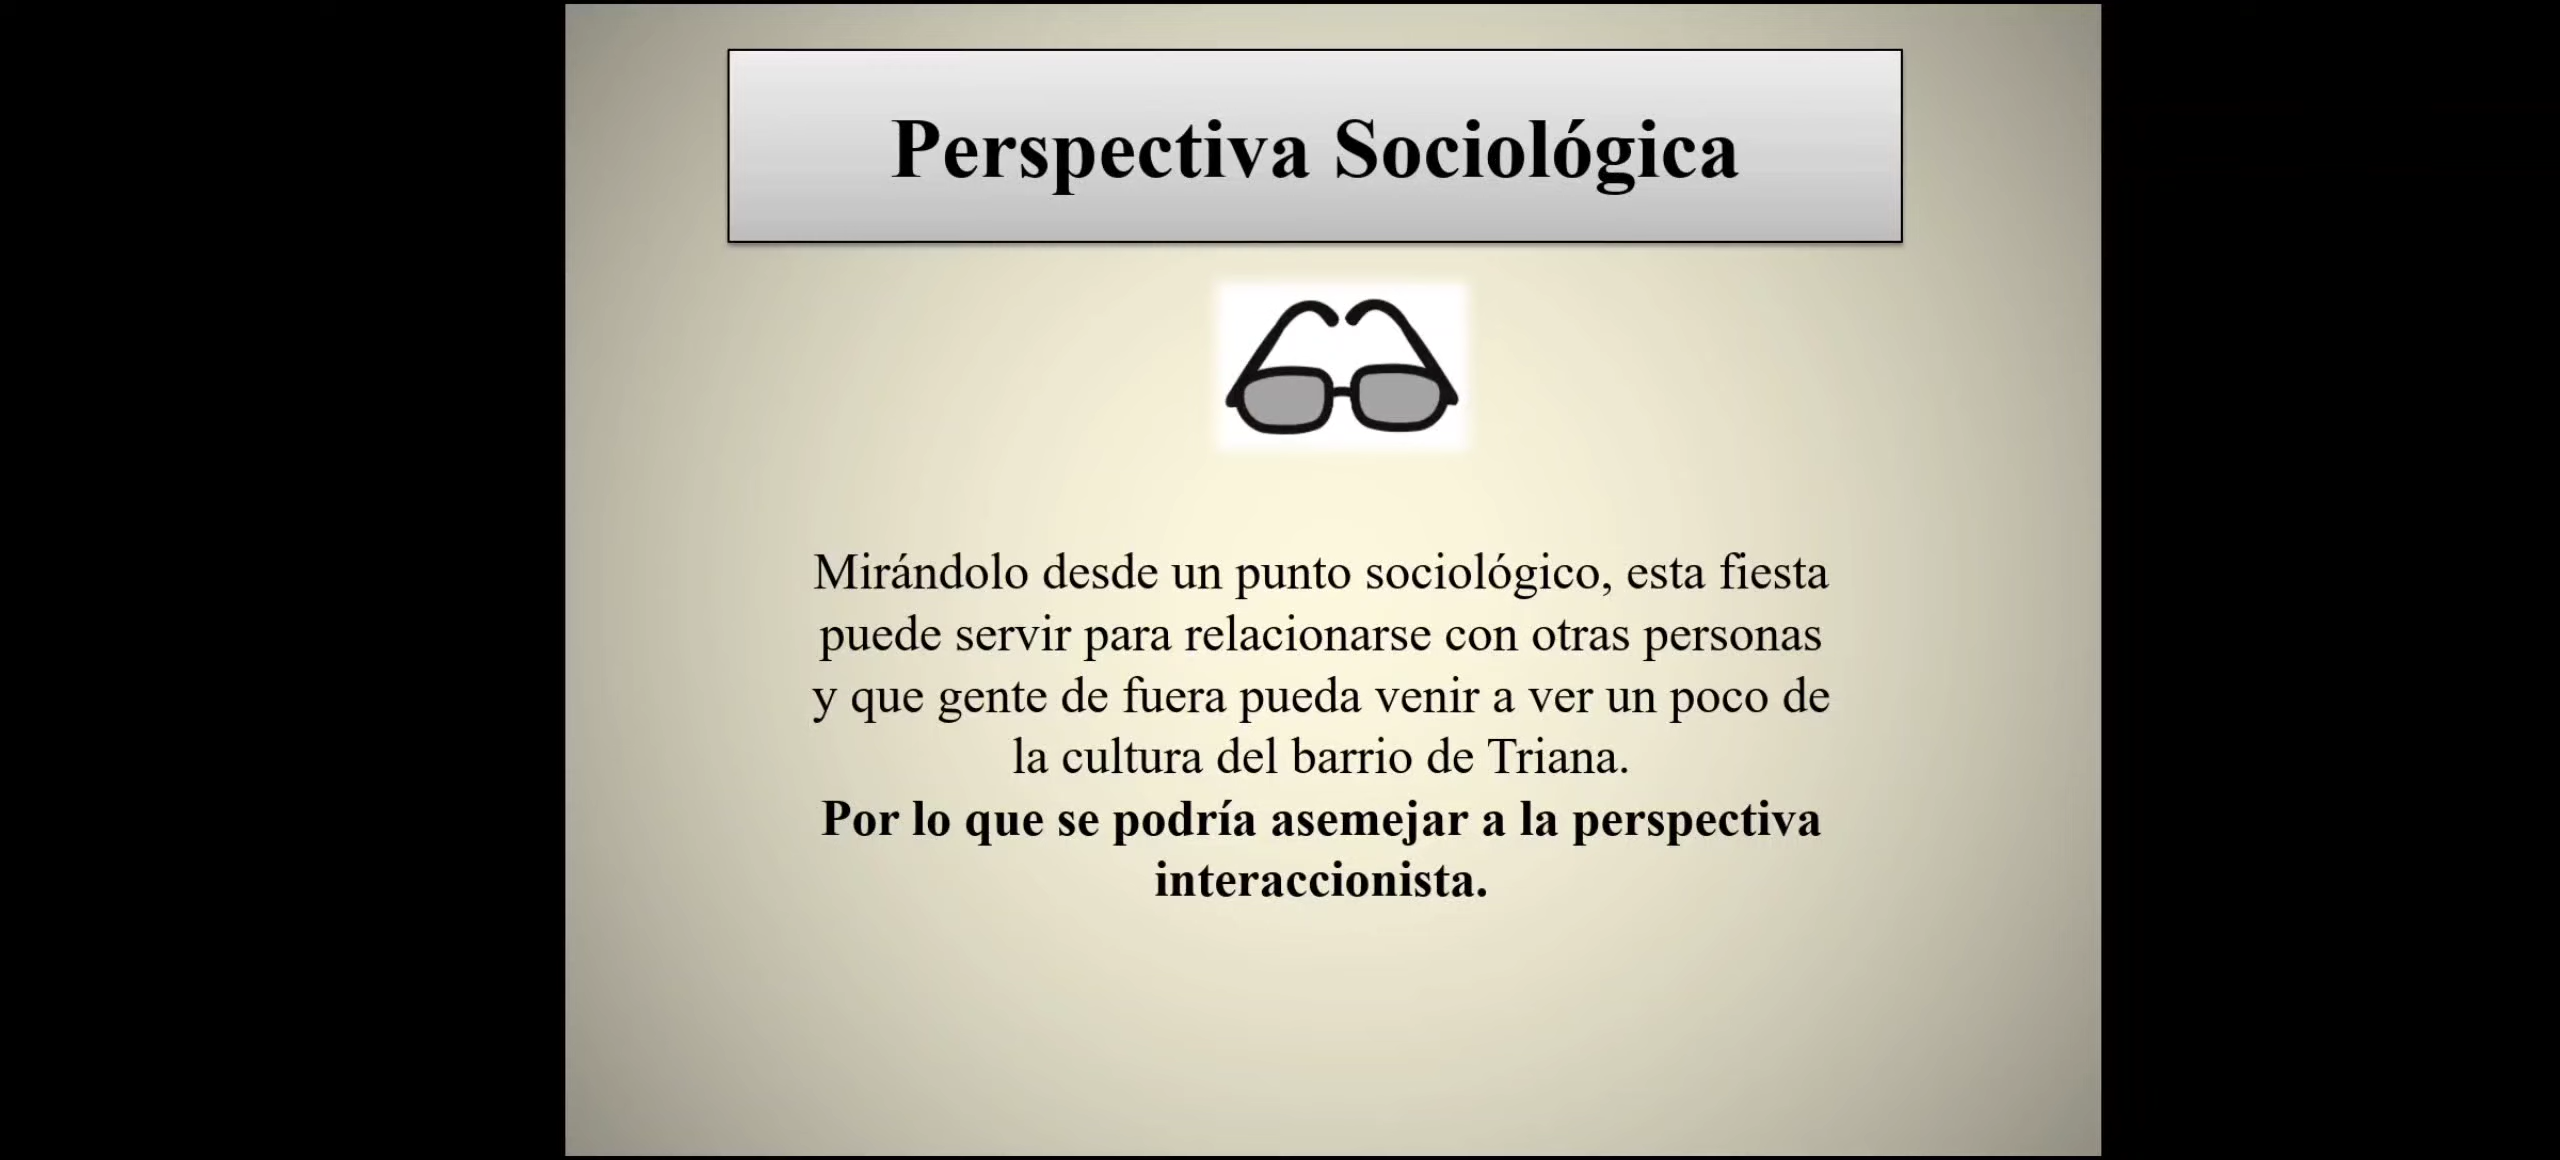 Perspectiva Sociológica
Mirándolo desde un punto sociológico, esta fiesta
puede servir para relacionarse con otras personas
y que gente de fuera pueda venir a ver un poco de
la cultura del barrio de Triana.
Por lo que se podría asemejar a la perspectiva
interaccionista.